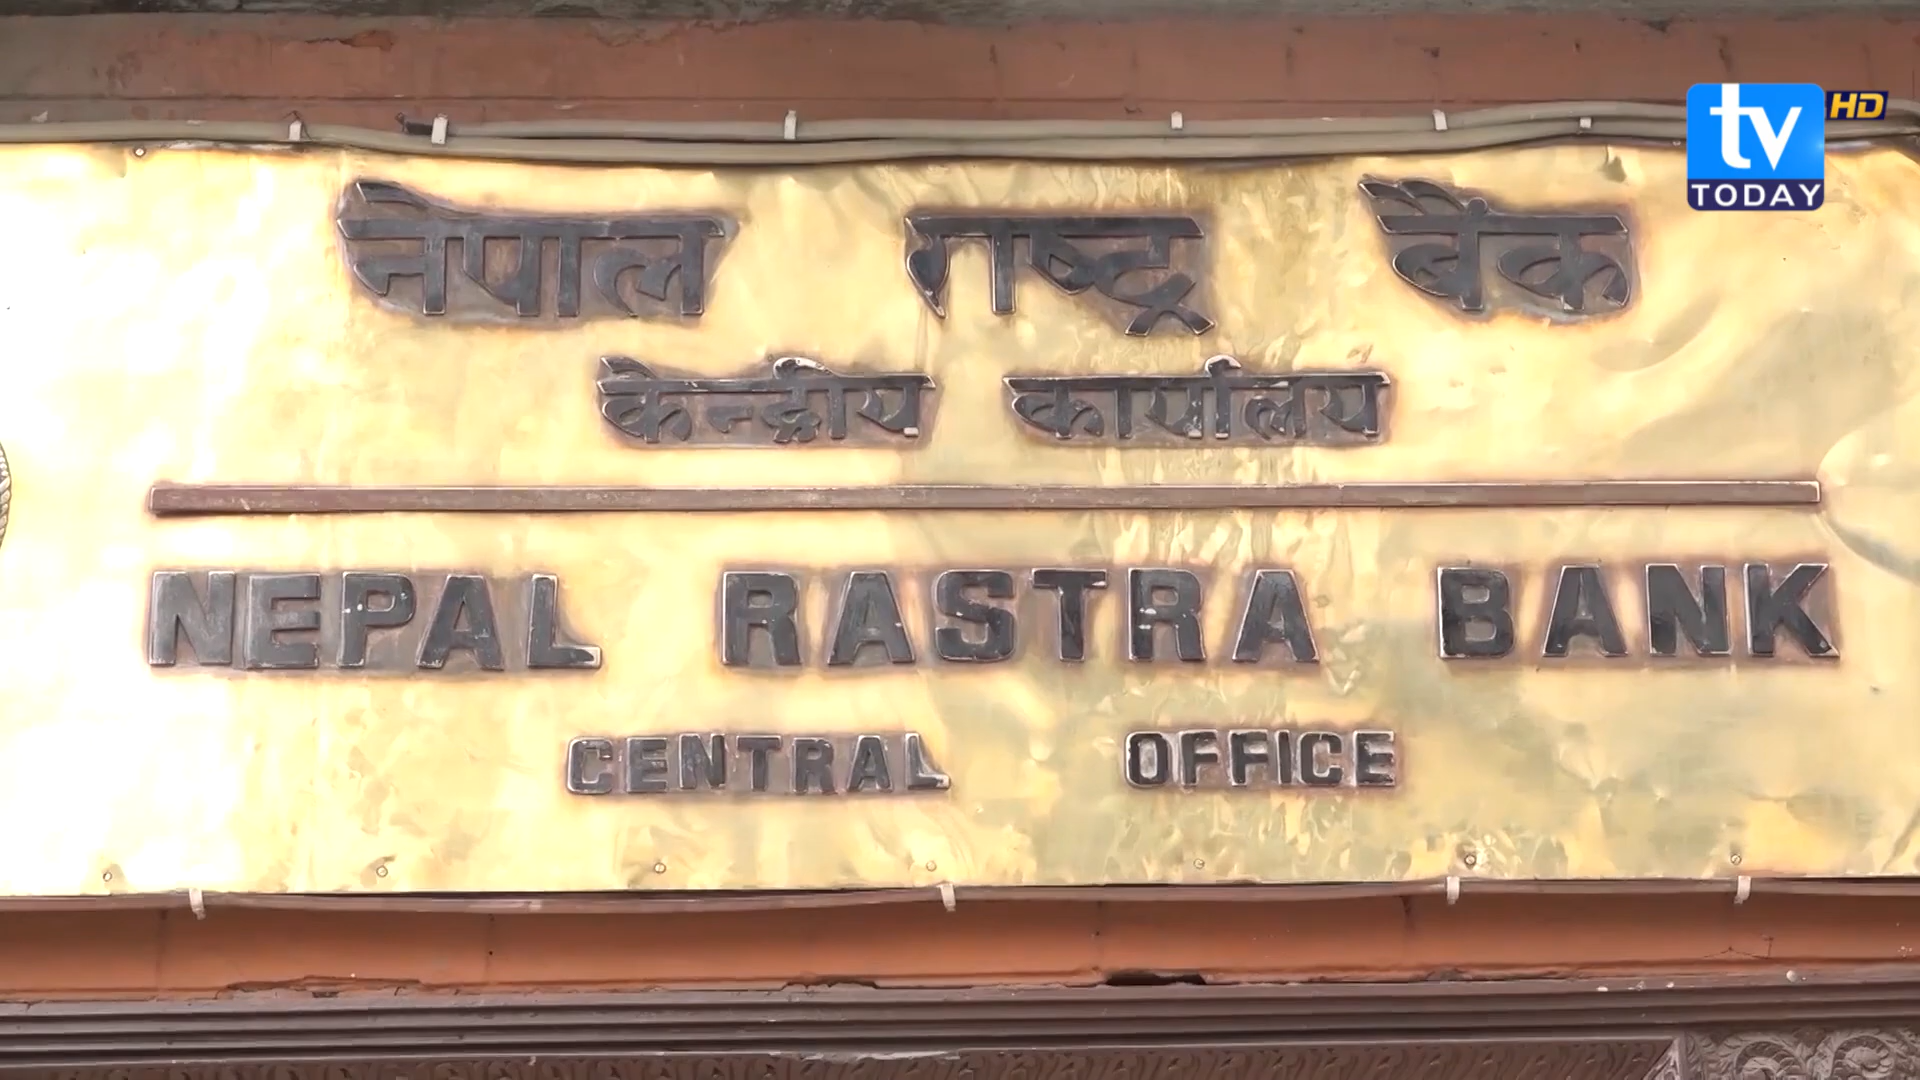 नेपाल राष्ट्र बैंक
केन्द्रीय कार्यालय
NEPAL RASTRA BANK
CENTRAL OFFICE
tv HD
TODAY